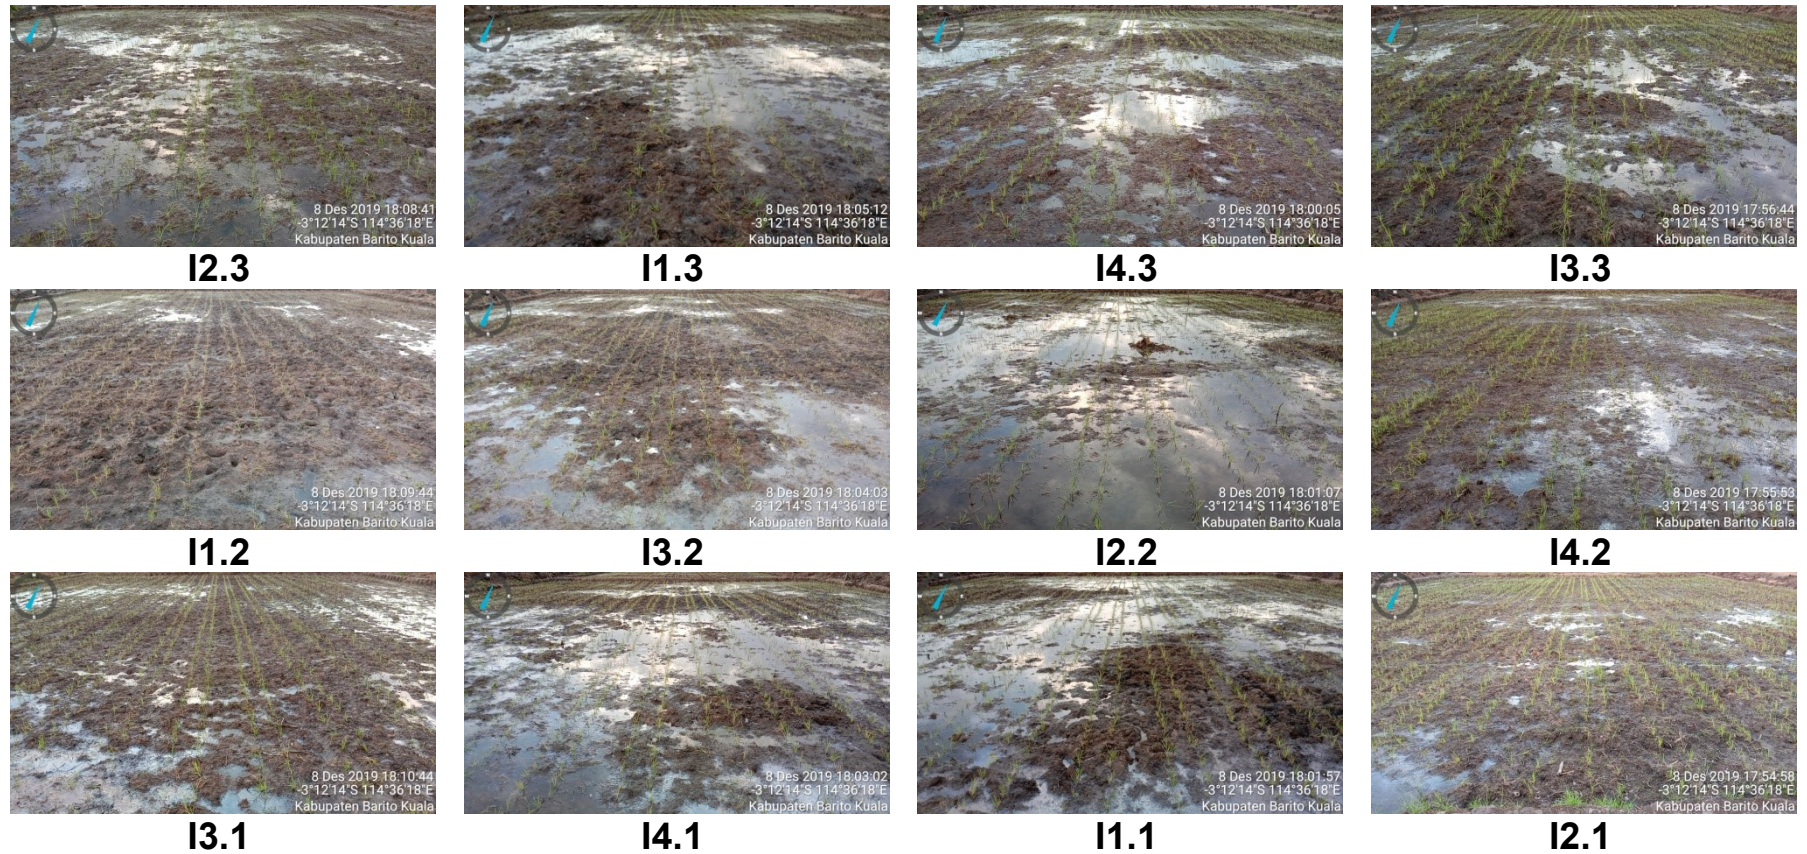 8 Des 2019 18:08:41
-3°12'14"S 114°36'18"E
Kabupaten Barito Kuala
I2.3
8 Des 2019 18:05:12
-3°12'14"S 114°36'18"E
Kabupaten Barito Kuala
I1.3
8 Des 2019 18:00:05
-3°12'14"S 114°36'18"E
Kabupaten Barito Kuala
I4.3
8 Des 2019 17:56:44
-3°12'14"S 114°36'18"E
Kabupaten Barito Kuala
I3.3
8 Des 2019 18:09:44
-3°12'14"S 114°36'18"E
Kabupaten Barito Kuala
I1.2
8 Des 2019 18:04:03
-3°12'14"S 114°36'18"E
Kabupaten Barito Kuala
I3.2
8 Des 2019 18:01:07
-3°12'14"S 114°36'18"E
Kabupaten Barito Kuala
I2.2
8 Des 2019 17:55:53
-3°12'14"S 114°36'18"E
Kabupaten Barito Kuala
I4.2
8 Des 2019 18:10:44
-3°12'14"S 114°36'18"E
Kabupaten Barito Kuala
I3.1
8 Des 2019 18:03:02
-3°12'14"S 114°36'18"E
Kabupaten Barito Kuala
I4.1
8 Des 2019 18:01:57
-3°12'14"S 114°36'18"E
Kabupaten Barito Kuala
I1.1
8 Des 2019 17:54:58
-3°12'14"S 114°36'18"E
Kabupaten Barito Kuala
I2.1